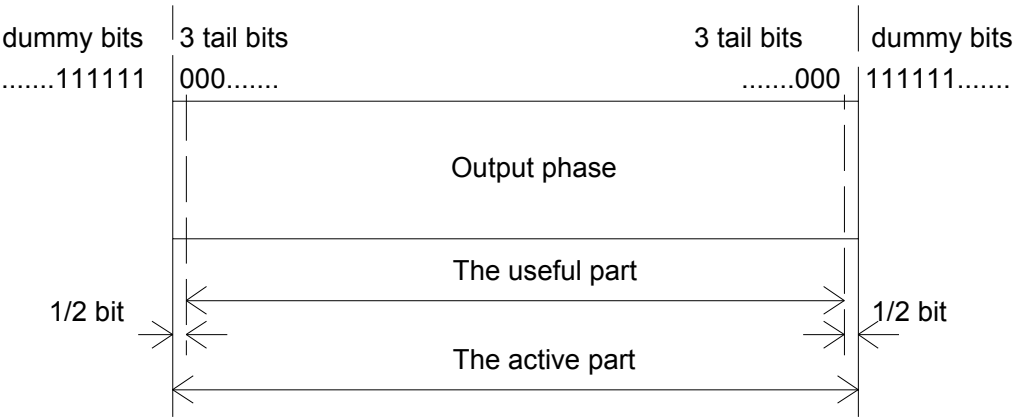 dummy bits 3 tail bits 3 tail bits dummy bits
.......111111 000....... .......000 111111.......
Output phase
The useful part
1/2 bit 1/2 bit
The active part